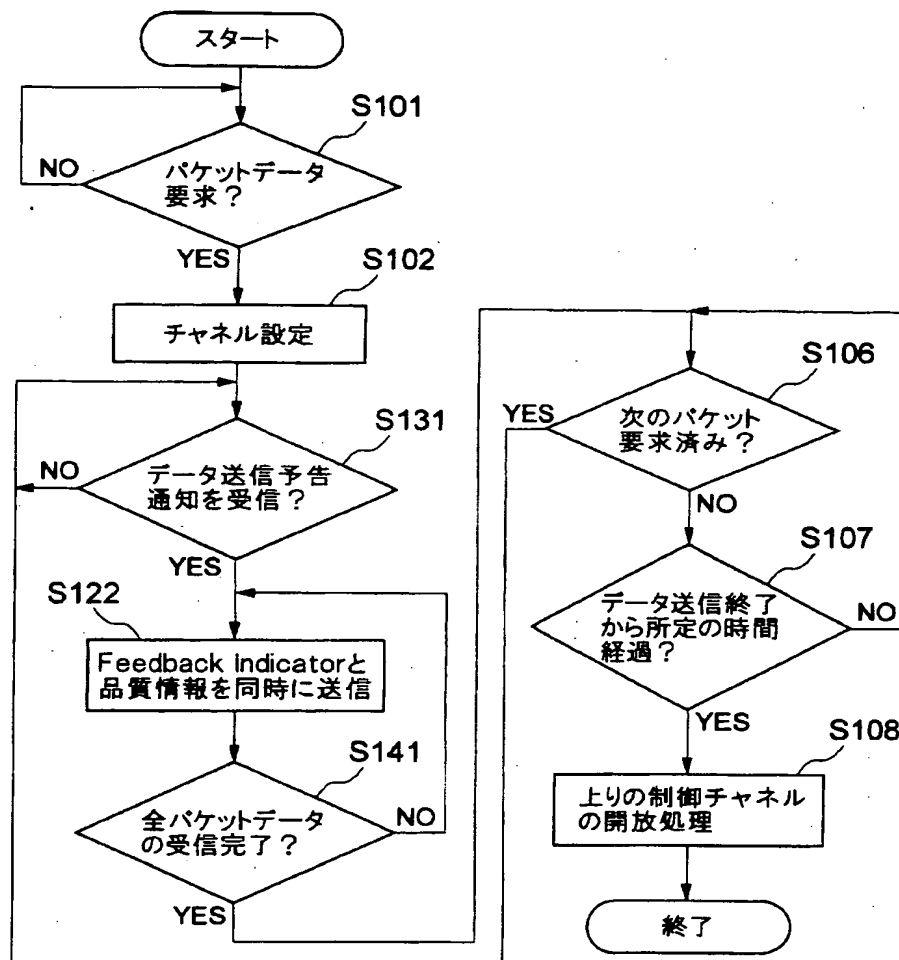 スタート
S101
パケットデータ
要求?
NO
YES
S102
チャネル設定
S131
データ送信予告
通知を受信?
NO
YES
S122
Feedback Indicatorと
品質情報を同時に送信
S141
全パケットデータ
の受信完了?
NO
YES
S106
次のパケット
要求済み?
YES
NO
S107
データ送信終了
から所定の時間
経過?
NO
YES
S108
上りの制御チャネル
の開放処理
終了